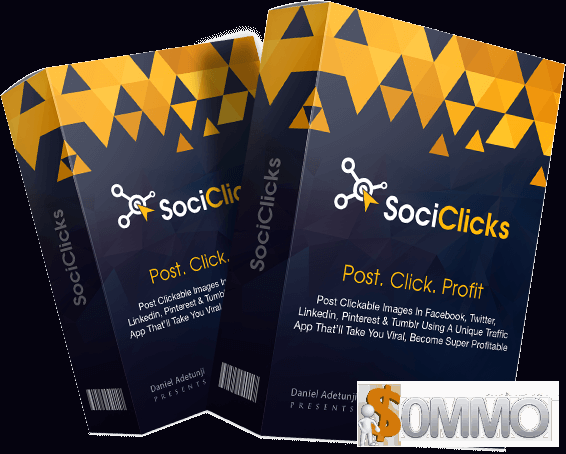 SociClicks
SociClicks
Post. Click.
Post Clickable Images In
Linkedin, Pinterest & Tumblr
App That'll Take You Viral,
Daniel Adetunji
PRESENTS
SociClicks
SociClicks
Post. Click. Profit
Post Clickable Images In Facebook, Twitter,
Linkedin, Pinterest & Tumblr Using A Unique Traffic
App That'll Take You Viral, Become Super Profitable
Daniel Adetunji
PRESENTS
$OMMO